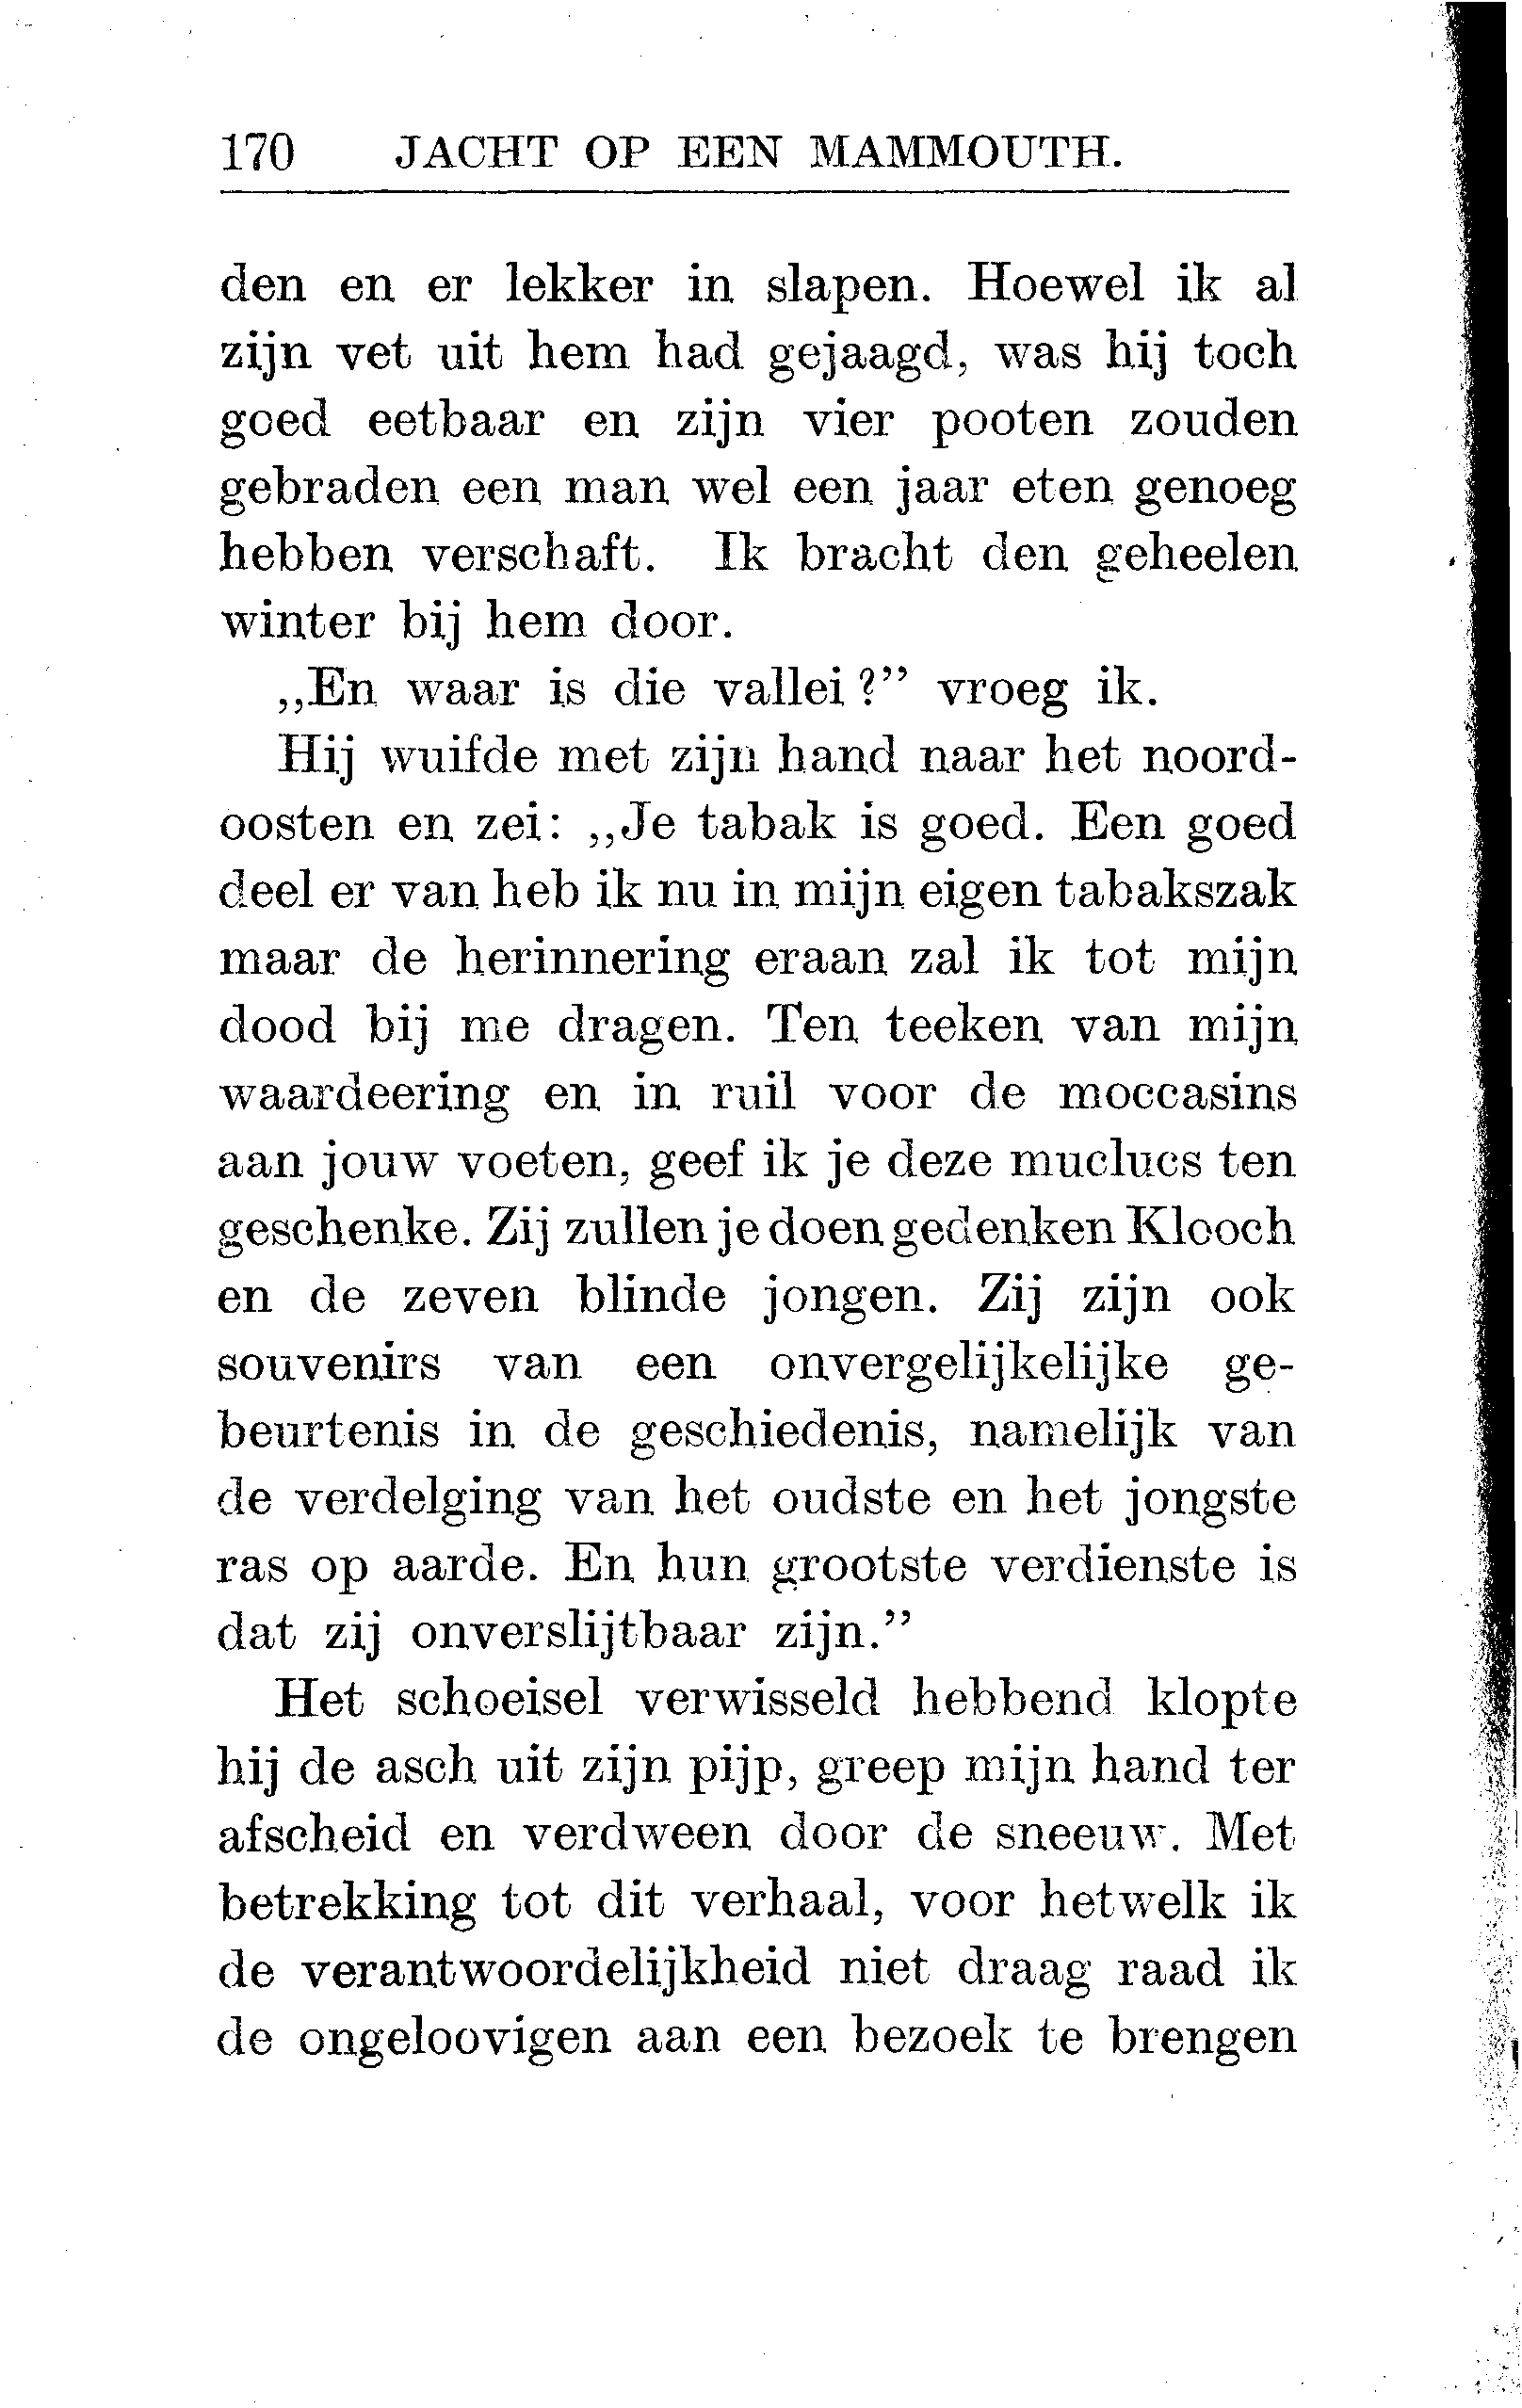 170 JACHT OP EEN MAMMOUTH.
den en er lekker in slapen. Hoewel ik al
zijn vet uit hem had gejaagd, was hij toch
goed eetbaar en zijn vier pooten zouden
gebraden een man wel een jaar eten genoeg
hebben verschaft. Ik bracht den geheelen
winter bij hem door.
,,En waar is die vallei?” vroeg ik.
Hij wuifde met zijn hand naar het noord-
oosten en zei: ,,Je tabak is goed. Een goed
deel er van heb ik nu in mijn eigen tabakszak
maar de herinnering eraan zal ik tot mijn
dood bij me dragen. Ten teeken van mijn
waardeering en in ruil voor de moccasins
aan jouw voeten, geef ik je deze muclucs ten
geschenke. Zij zullen je doen gedenken Klooch
en de zeven blinde jongen. Zij zijn ook
souvenirs van een onvergelijkelijke ge-
beurtenis in de geschiedenis, namelijk van
de verdelging van het oudste en het jongste
ras op aarde. En hun grootste verdienste is
dat zij onverslijtbaar zijn.”
Het schoeisel verwisseld hebbend klopte
hij de asch uit zijn pijp, greep mijn hand ter
afscheid en verdween door de sneeuw. Met
betrekking tot dit verhaal, voor hetwelk ik
de verantwoordelijkheid niet draag raad ik
de ongeloovigen aan een bezoek te brengen